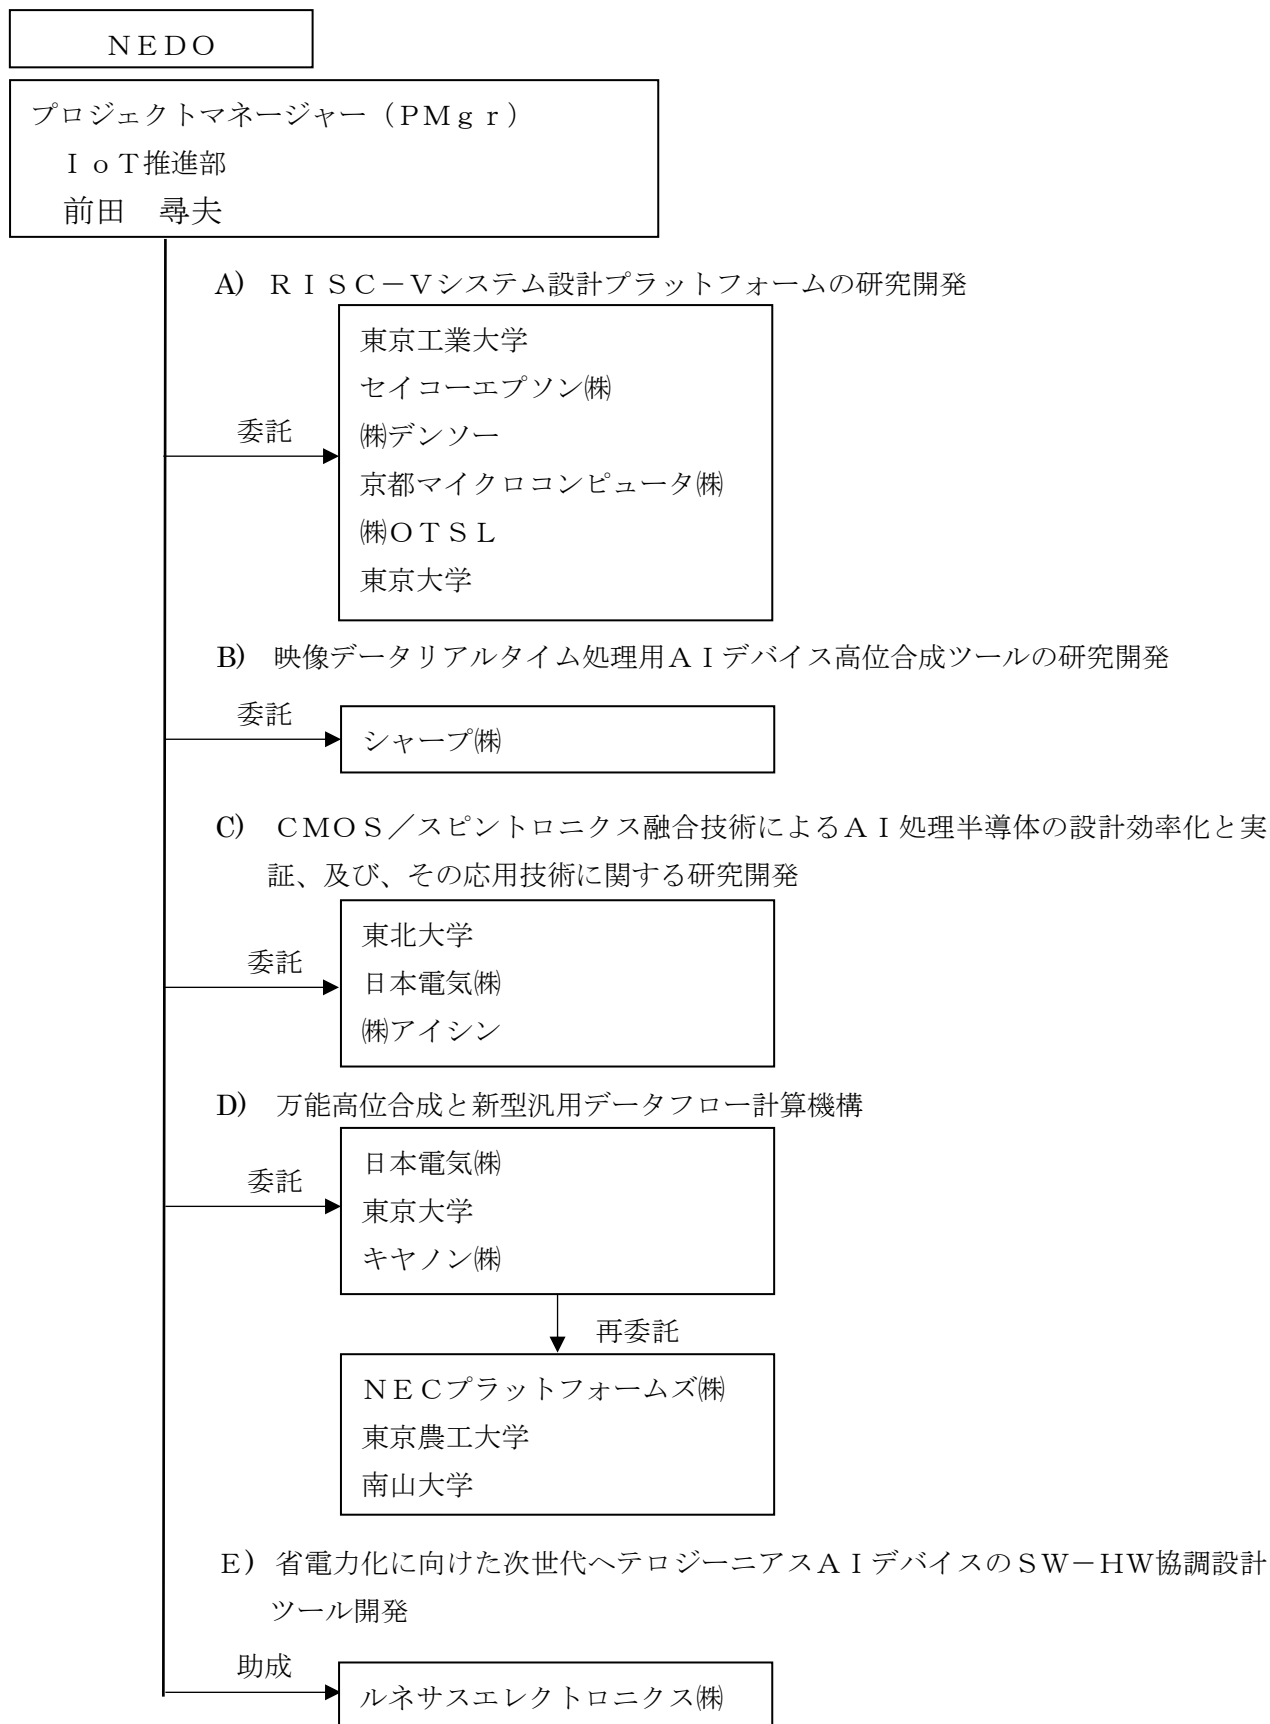 ＮＥＤＯ
プロジェクトマネージャー（ＰＭｇｒ）
ＩｏＴ推進部
前田　尋夫
A)　ＲＩＳＣ－Ｖシステム設計プラットフォームの研究開発
東京工業大学
セイコーエプソン㈱
委託
㈱デンソー
京都マイクロコンピュータ㈱
㈱ＯＴＳＬ
東京大学
B)　映像データリアルタイム処理用ＡＩデバイス高位合成ツールの研究開発
委託
シャープ㈱
C)　ＣＭＯＳ／スピントロニクス融合技術によるＡＩ処理半導体の設計効率化と実
証、及び、その応用技術に関する研究開発
東北大学
委託
日本電気㈱
㈱アイシン
D)　万能高位合成と新型汎用データフロー計算機構
日本電気㈱
委託
東京大学
キヤノン㈱
再委託
ＮＥＣプラットフォームズ㈱
東京農工大学
南山大学
Ｅ）省電力化に向けた次世代ヘテロジーニアスＡＩデバイスのＳＷ－ＨＷ協調設計
ツール開発
助成
ルネサスエレクトロニクス㈱